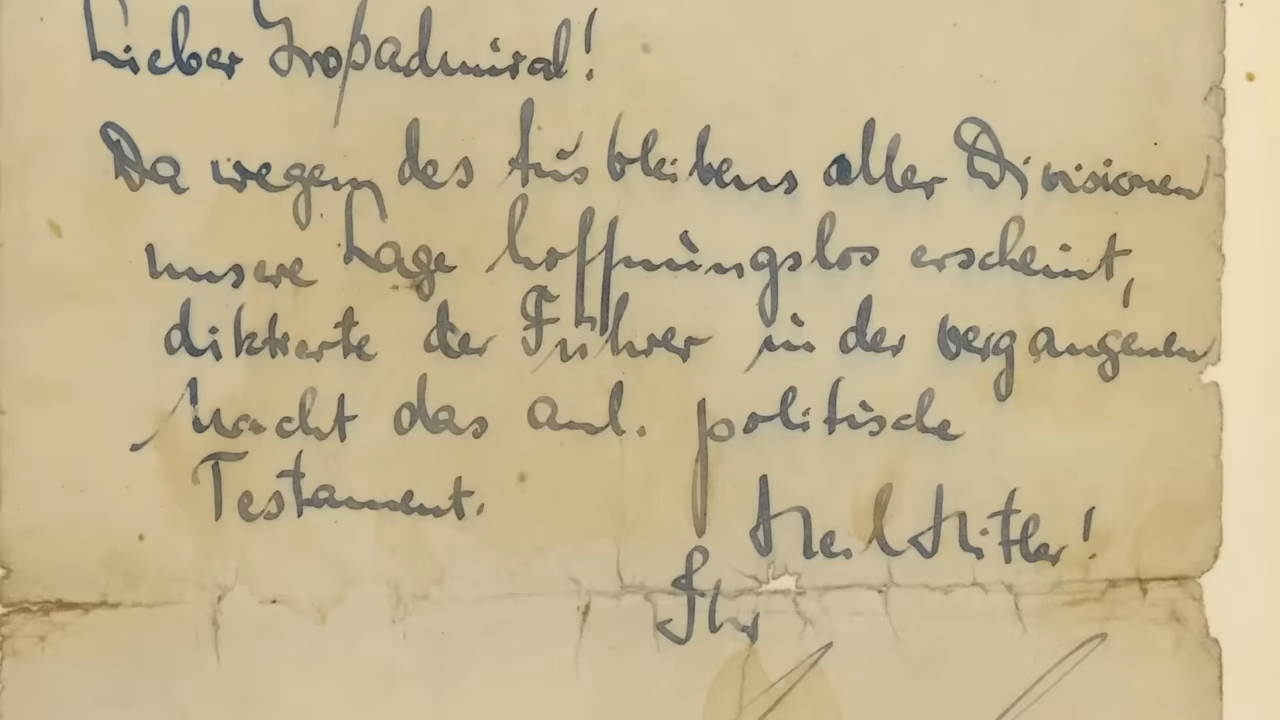 Lieber Großadmiral!
Da wegen des Ausbleibens aller Divisionen
unsere Lage hoffnungslos erscheint,
diktierte der Führer in der vergangenen
Nacht das anl. politische
Testament.
Heil Hitler!
Ihr